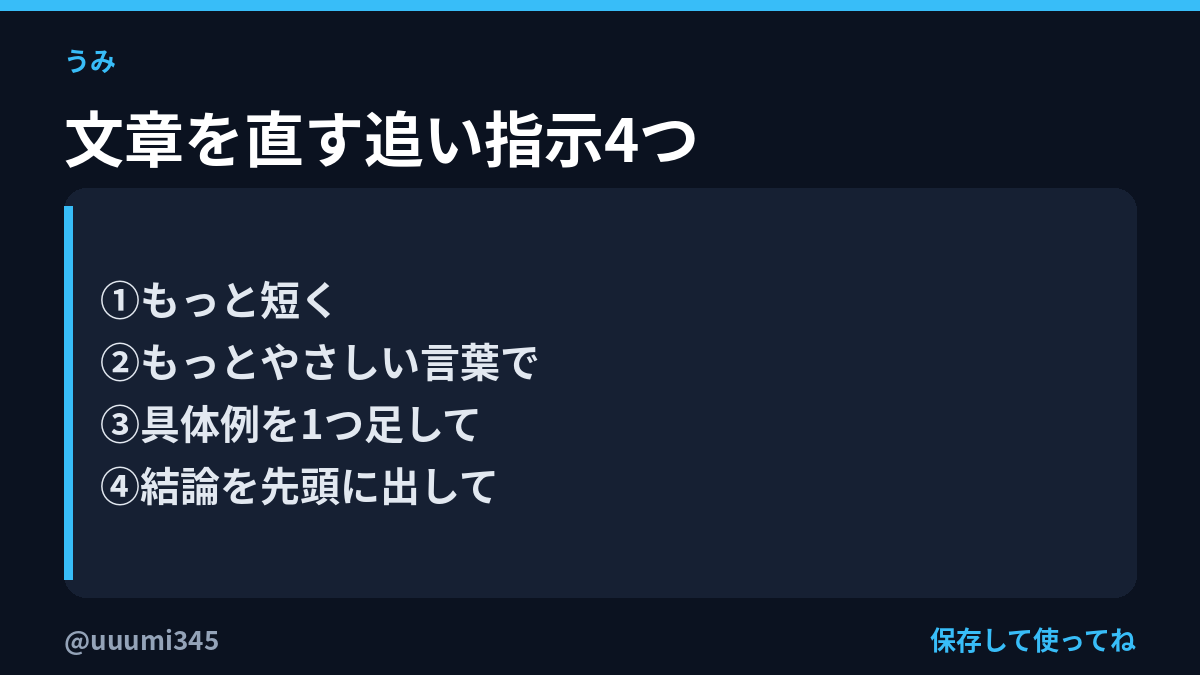 うみ
文章を直す追い指示4つ
①もっと短く
②もっとやさしい言葉で
③具体例を1つ足して
④結論を先頭に出して
@uuumi345
保存して使ってね